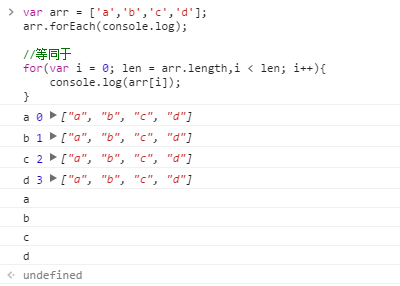 var arr = ['a','b','c','d'];
arr.forEach(console.log);
//等同于
for(var i = 0; len = arr.length,i < len; i++){
    console.log(arr[i]);
}
a 0 ▶ ["a", "b", "c", "d"]
b 1 ▶ ["a", "b", "c", "d"]
c 2 ▶ ["a", "b", "c", "d"]
d 3 ▶ ["a", "b", "c", "d"]
a
b
c
d
undefined